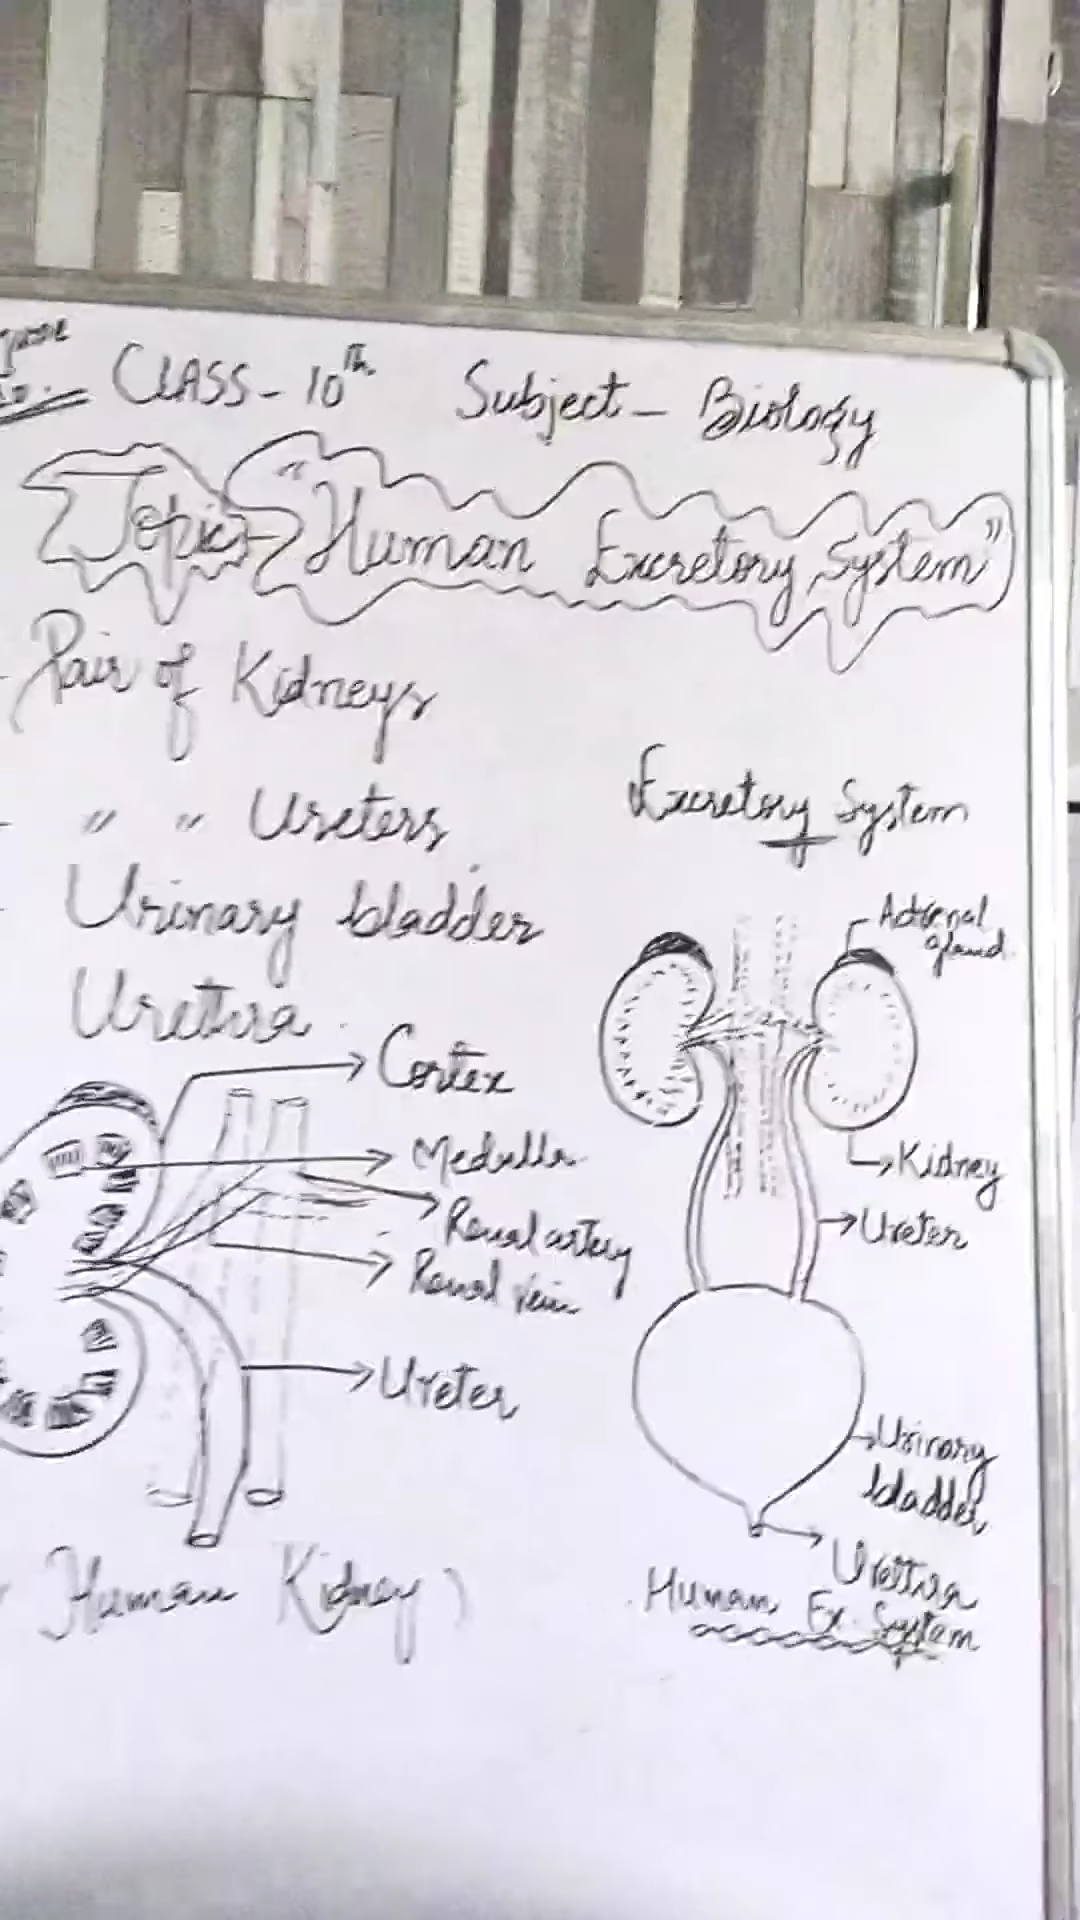 CLASS - 10th Subject - Biology
Topic - "Human Excretory System"
- Pair of Kidneys
- " " Ureters
- Urinary bladder
Urethra
Cortex
Medulla
Renal artery
Renal vein
Ureter
Human Kidney)
Excretory System
Adrenal
gland
Kidney
Ureter
Urinary
bladder
Urethra
Human Ex. System